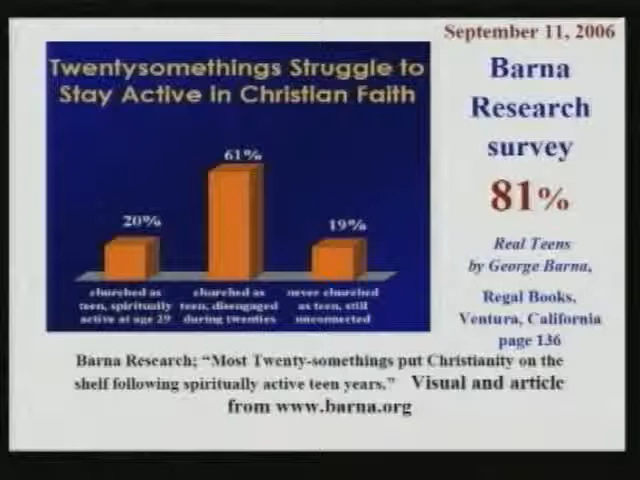 September 11, 2006
Twentysomethings Struggle to
Stay Active in Christian Faith
61%
20%
19%
churched as
teen, spiritually
active at age 29
churched as
teen, disengaged
during twenties
never churched
as teen, still
unconnected
Barna
Research
survey
81%
Real Teens
by George Barna,
Regal Books,
Ventura, California
page 136
Barna Research; “Most Twenty-somethings put Christianity on the
shelf following spiritually active teen years.” Visual and article
from www.barna.org